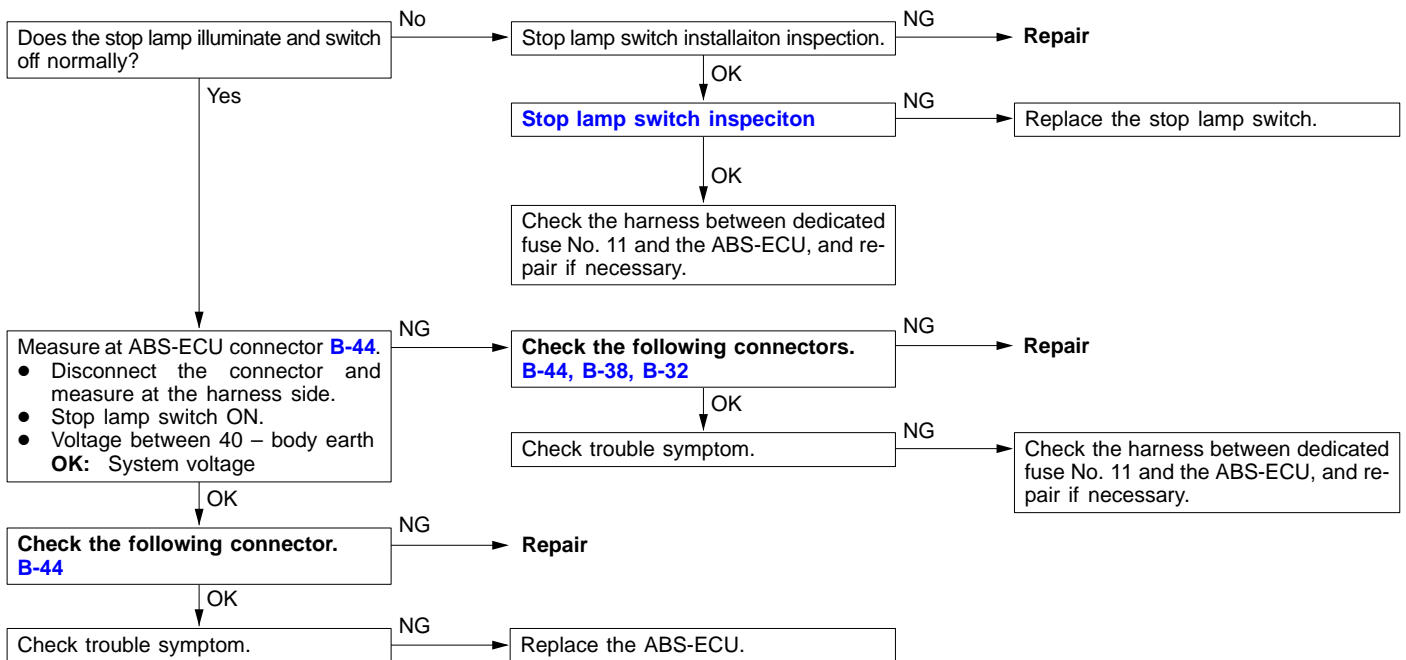 Does the stop lamp illuminate and switch
off normally?
No
Stop lamp switch installaiton inspection.
NG
Repair
OK
Yes
Stop lamp switch inspeciton
NG
Replace the stop lamp switch.
OK
Check the harness between dedicated
fuse No. 11 and the ABS-ECU, and re-
pair if necessary.
Measure at ABS-ECU connector B-44.
● Disconnect the connector and
measure at the harness side.
● Stop lamp switch ON.
● Voltage between 40 – body earth
OK: System voltage
NG
Check the following connectors.
B-44, B-38, B-32
NG
Repair
OK
Check trouble symptom.
NG
Check the harness between dedicated
fuse No. 11 and the ABS-ECU, and re-
pair if necessary.
OK
Check the following connector.
B-44
NG
Repair
OK
Check trouble symptom.
NG
Replace the ABS-ECU.